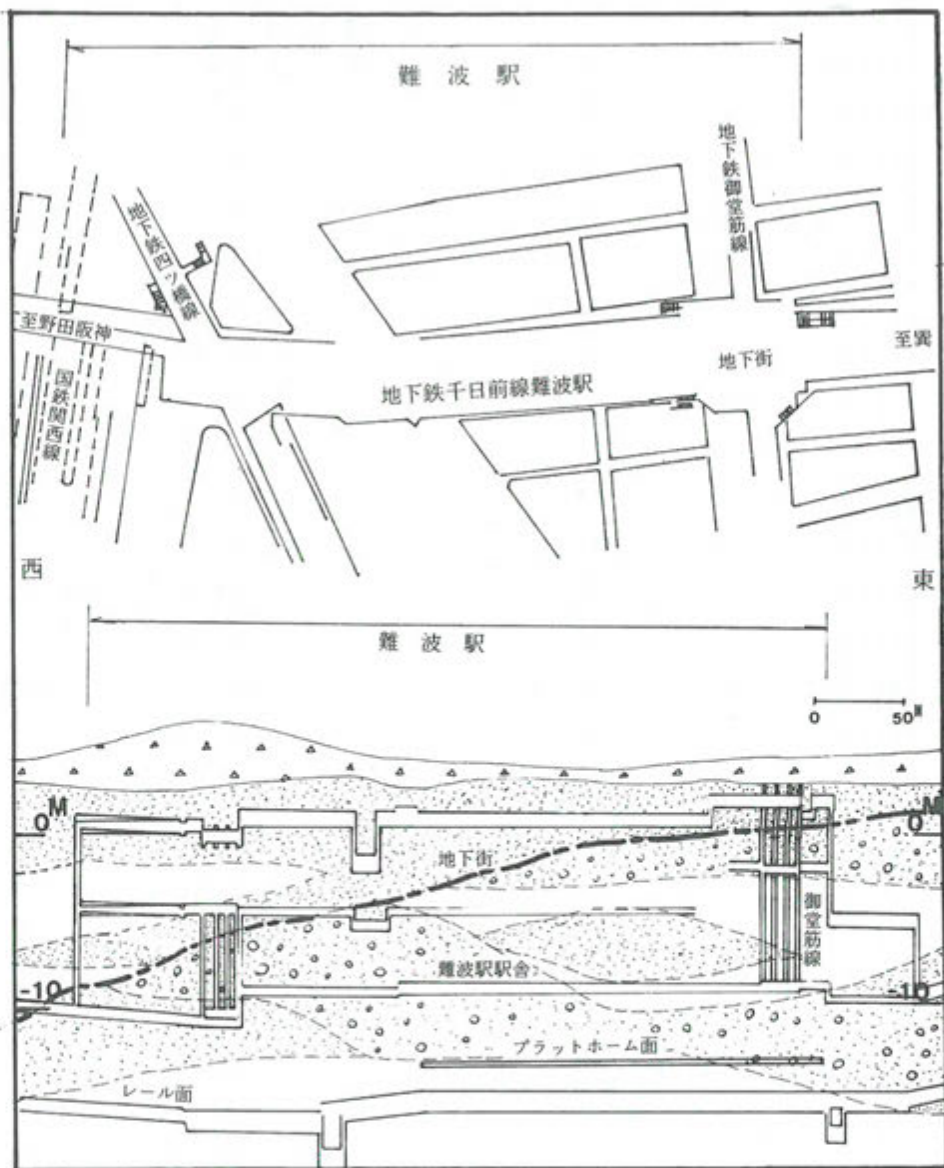 難波駅
地下鉄御堂筋線
地下鉄四ツ橋線
至野田阪神
至巽
地下街
国鉄関西線
地下鉄千日前線難波駅
西
東
難波駅
0 50M
0M
0M
地下街
御堂筋線
難波駅駅舎
-10
-10
プラットホーム面
レール面